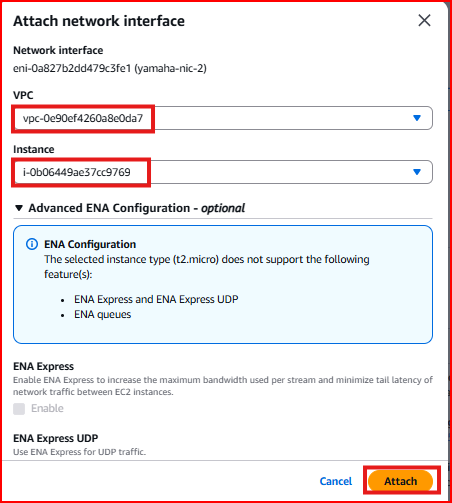 Attach network interface
Network interface
eni-0a827b2dd479c3fe1 (yamaha-nic-2)
VPC
vpc-0e90ef4260a8e0da7
Instance
i-0b06449ae37cc9769
Advanced ENA Configuration - optional
ENA Configuration
The selected instance type (t2.micro) does not support the following
feature(s):
• ENA Express and ENA Express UDP
• ENA queues
ENA Express
Enable ENA Express to increase the maximum bandwidth used per stream and minimize tail latency of
network traffic between EC2 instances.
Enable
ENA Express UDP
Use ENA Express for UDP traffic.
Cancel
Attach